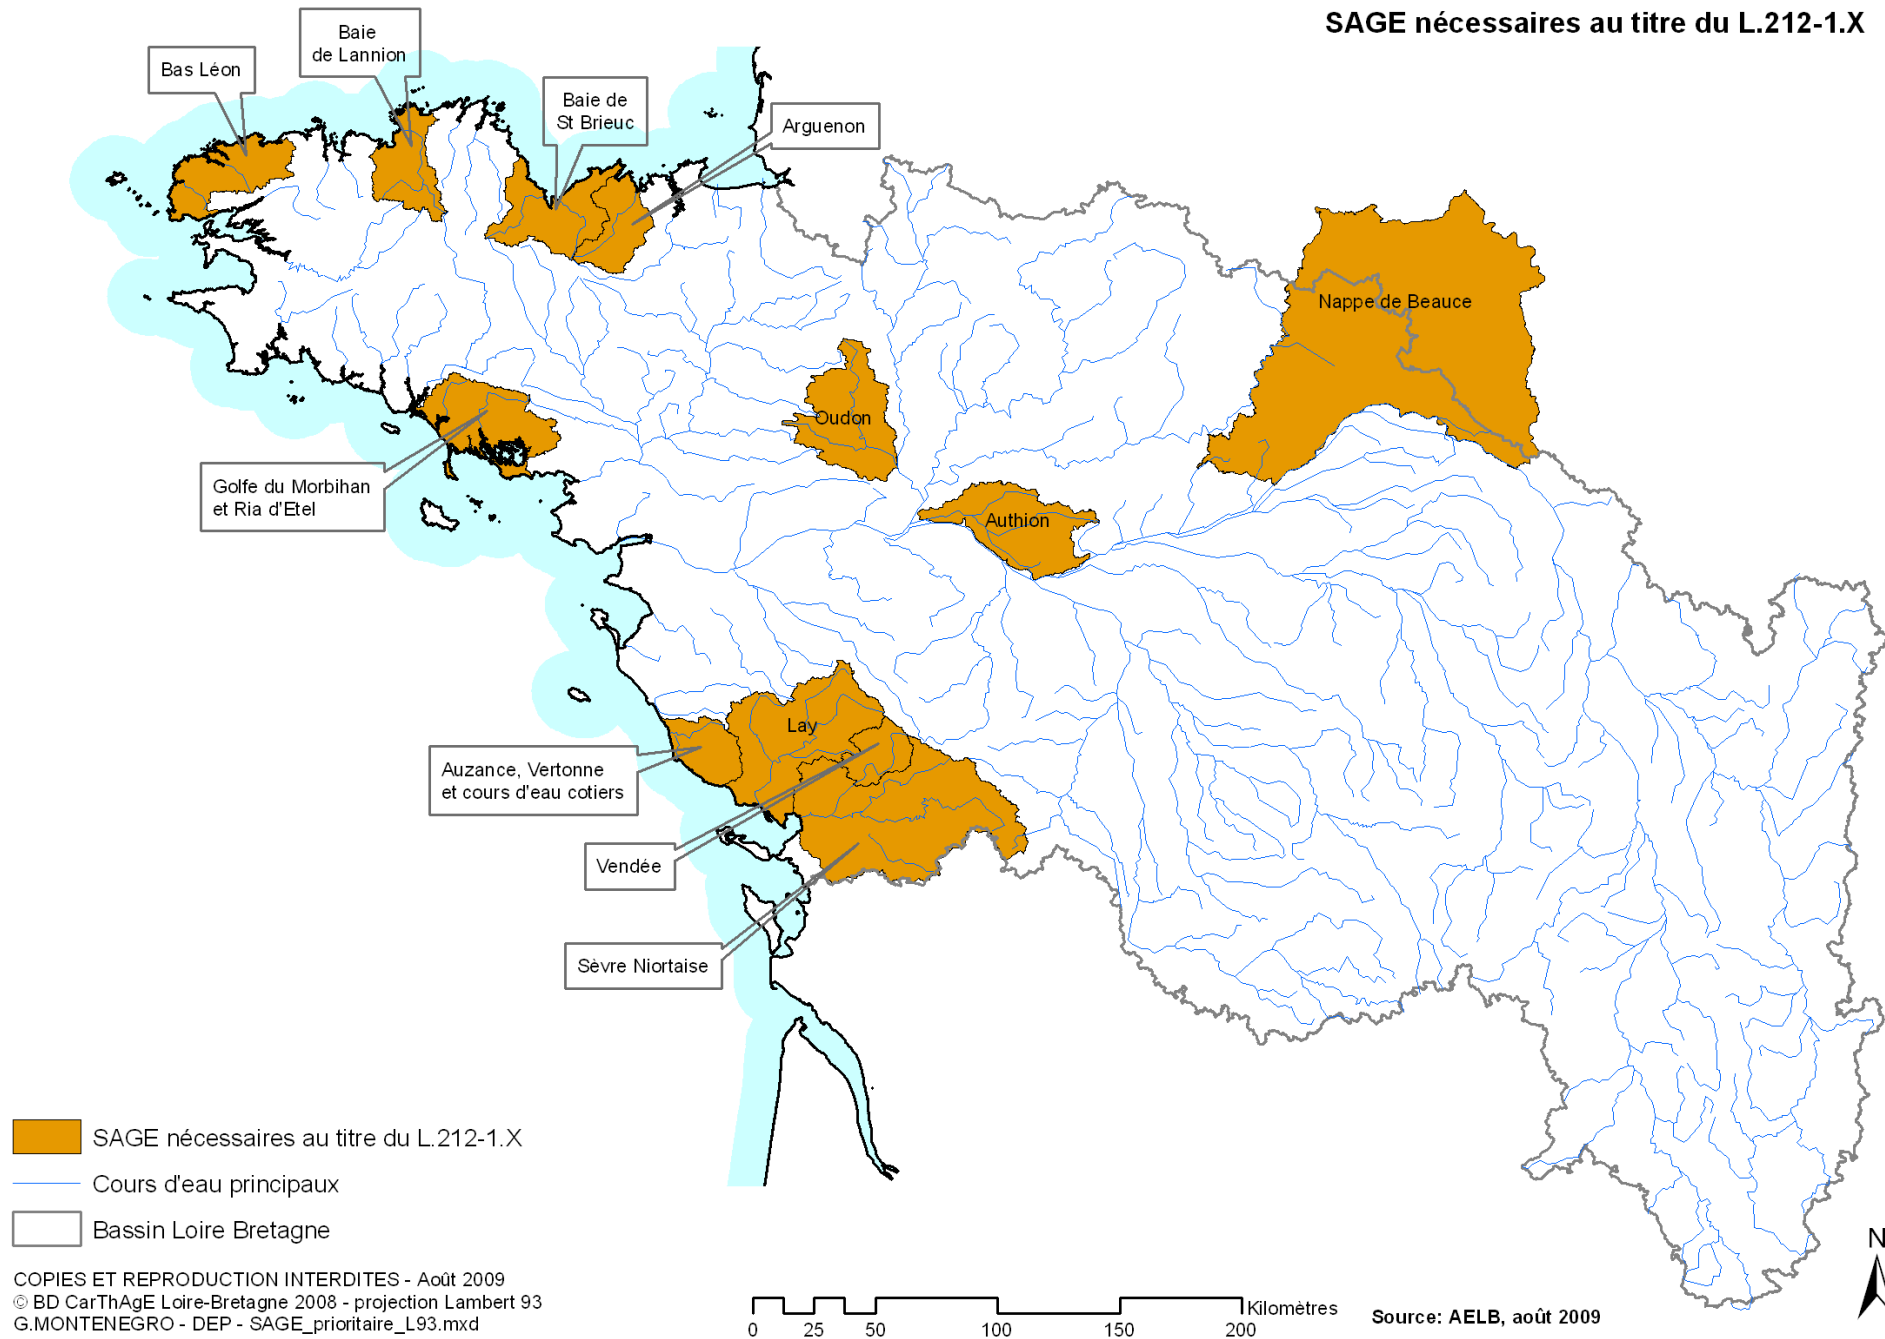 SAGE nécessaires au titre du L.212-1.X
Baie
de Lannion
Bas Léon
Baie de
St Brieuc
Arguenon
Nappe de Beauce
Oudon
Golfe du Morbihan
et Ria d'Etel
Authion
Lay
Auzance, Vertonne
et cours d'eau cotiers
Vendée
Sèvre Niortaise
SAGE nécessaires au titre du L.212-1.X
Cours d'eau principaux
Bassin Loire Bretagne
COPIES ET REPRODUCTION INTERDITES - Août 2009
© BD CarThAgE Loire-Bretagne 2008 - projection Lambert 93
G.MONTENEGRO - DEP - SAGE_prioritaire_L93.mxd
Kilomètres
0 25 50 100 150 200
Source: AELB, août 2009
N